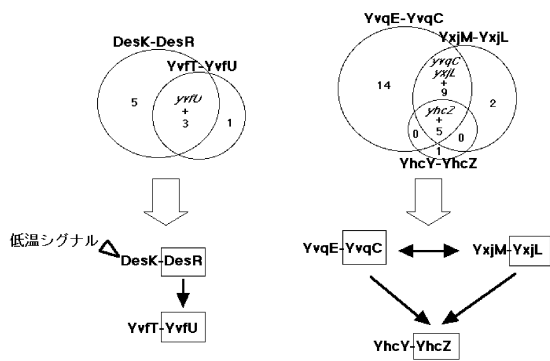 YvqE-YvqC
DesK-DesR
YxjM-YxjL
YvfT-YvfU
yvqC
yxjL
+
9
14
2
5
yvfU
+
3
1
yhcZ
+
5
0
0
1
YhcY-YhcZ
低温シグナル
DesK-DesR
YvqE-YvqC
YxjM-YxjL
YvfT-YvfU
YhcY-YhcZ